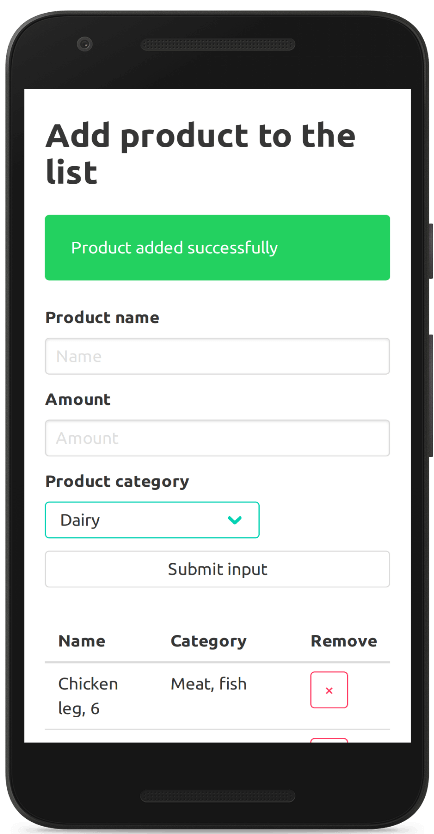 Add product to the
list
Product added successfully
Product name
Name
Amount
Amount
Product category
Dairy
Submit input
Name Category Remove
Chicken Meat, fish ×
leg, 6